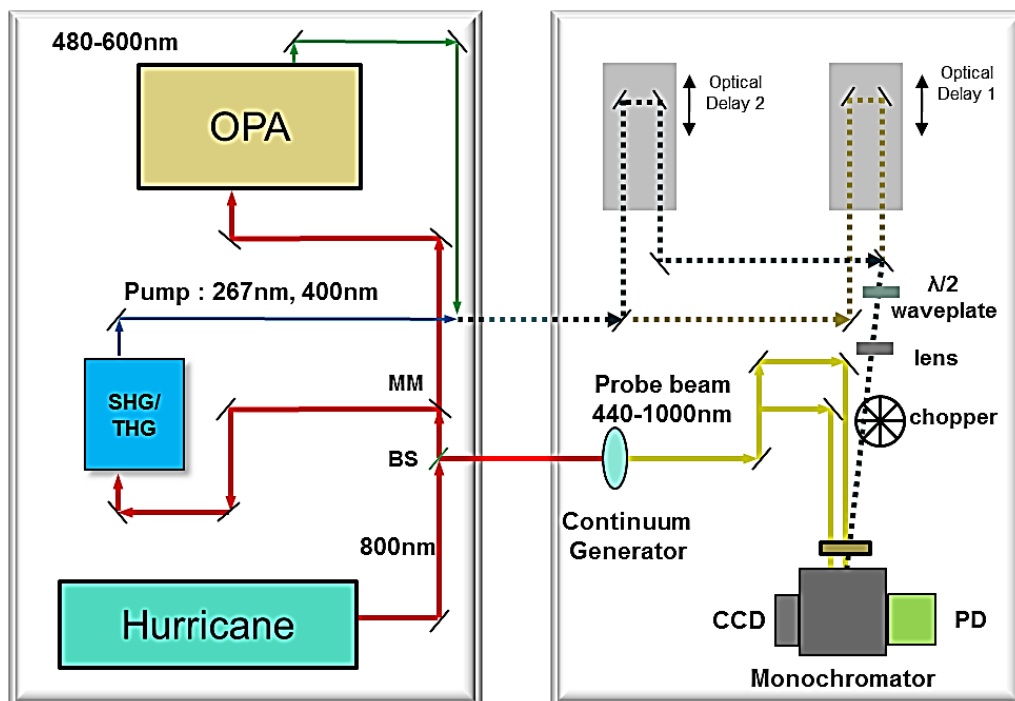 480-600nm
OPA
Pump : 267nm, 400nm
SHG/
THG
MM
BS
800nm
Hurricane
Optical
Delay 2
Optical
Delay 1
λ/2
waveplate
lens
chopper
Probe beam
440-1000nm
Continuum
Generator
CCD
PD
Monochromator